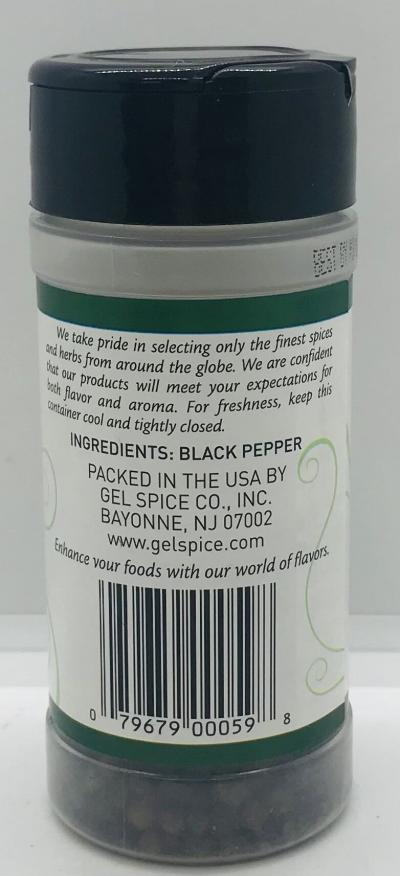 BEST BY
We take pride in selecting only the finest spices
and herbs from around the globe. We are confident
that our products will meet your expectations for
both flavor and aroma. For freshness, keep this
container cool and tightly closed.
INGREDIENTS: BLACK PEPPER
PACKED IN THE USA BY
GEL SPICE CO., INC.
BAYONNE, NJ 07002
www.gelspice.com
Enhance your foods with our world of flavors.
0 79679 00059 8